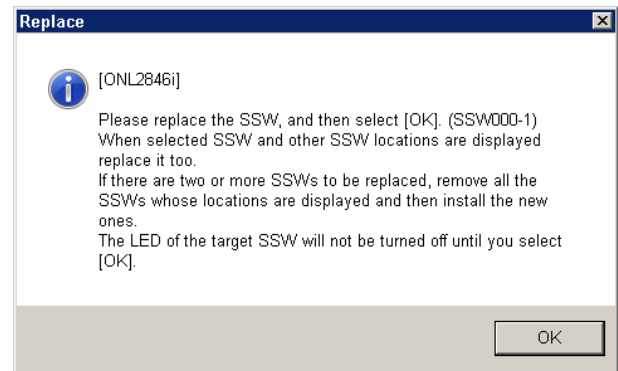 Replace
[ONL2846i]
Please replace the SSW, and then select [OK]. (SSW000-1)
When selected SSW and other SSW locations are displayed
replace it too.
If there are two or more SSWs to be replaced, remove all the
SSWs whose locations are displayed and then install the new
ones.
The LED of the target SSW will not be turned off until you select
[OK].
OK